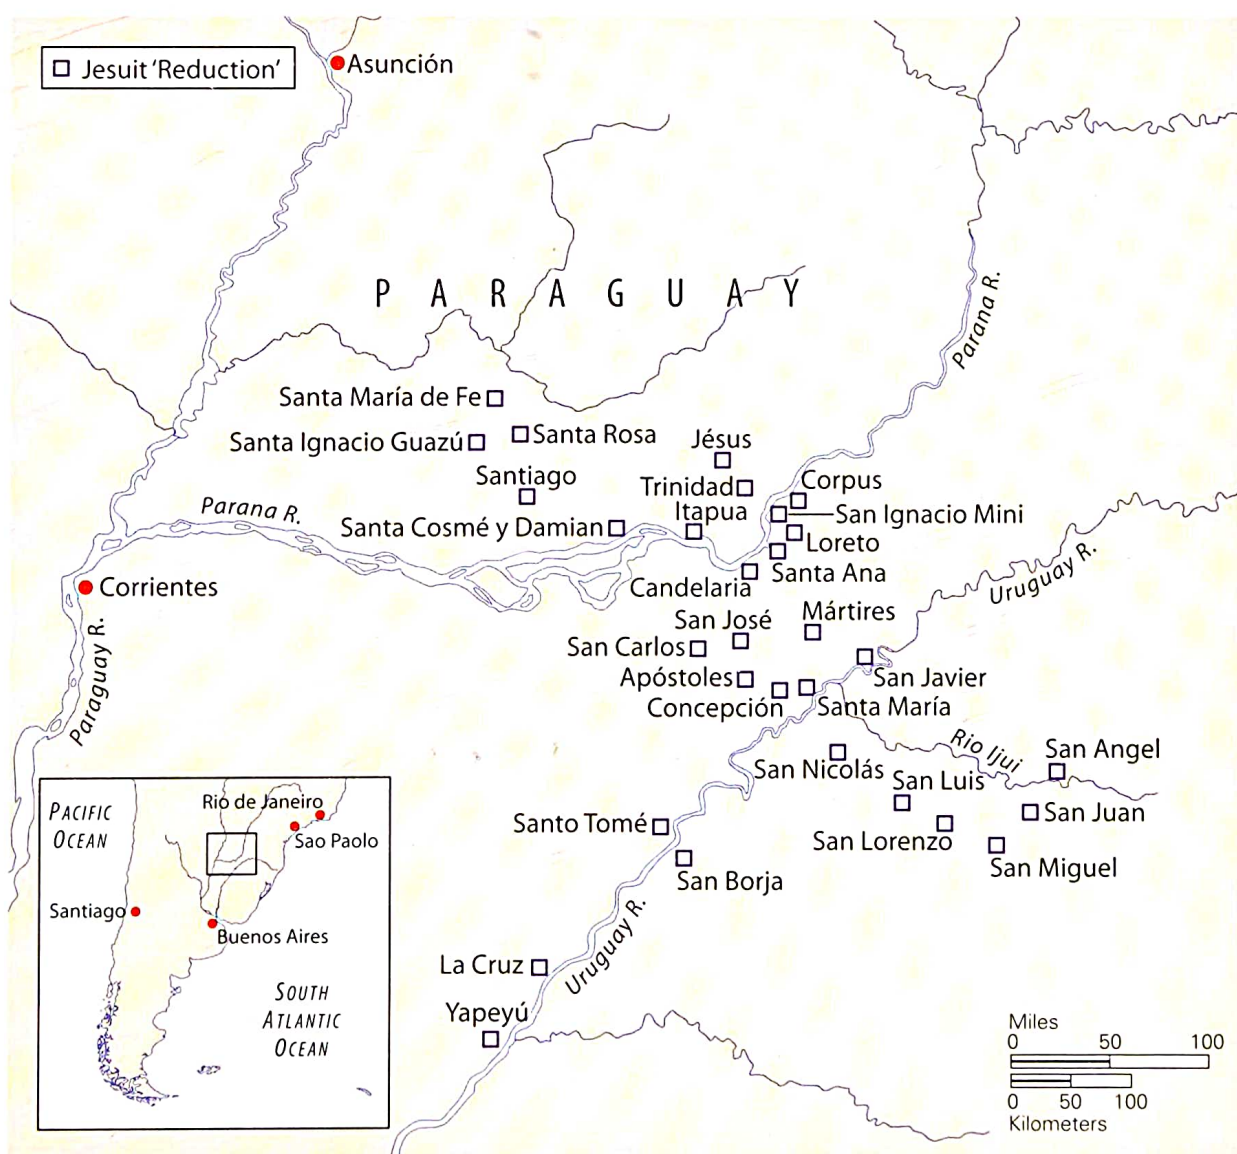 Jesuit 'Reduction'
Asunción
PARAGUAY
Parana R.
Santa María de Fe
Santa Rosa
Santa Ignacio Guazú
Jésus
Santiago
Trinidad
Corpus
Parana R.
Itapua
San Ignacio Mini
Santa Cosmé y Damian
Loreto
Santa Ana
Uruguay R.
Corrientes
Candelaria
Mártires
San José
San Carlos
Paraguay R.
Apóstoles
San Javier
Concepción
Santa María
Rio Ijui
San Angel
San Nicolás
San Luis
San Juan
Santo Tomé
San Lorenzo
San Miguel
San Borja
Uruguay R.
La Cruz
Yapeyú
PACIFIC
OCEAN
Rio de Janeiro
Sao Paolo
Santiago
Buenos Aires
SOUTH
ATLANTIC
OCEAN
Miles
0 50 100
0 50 100
Kilometers